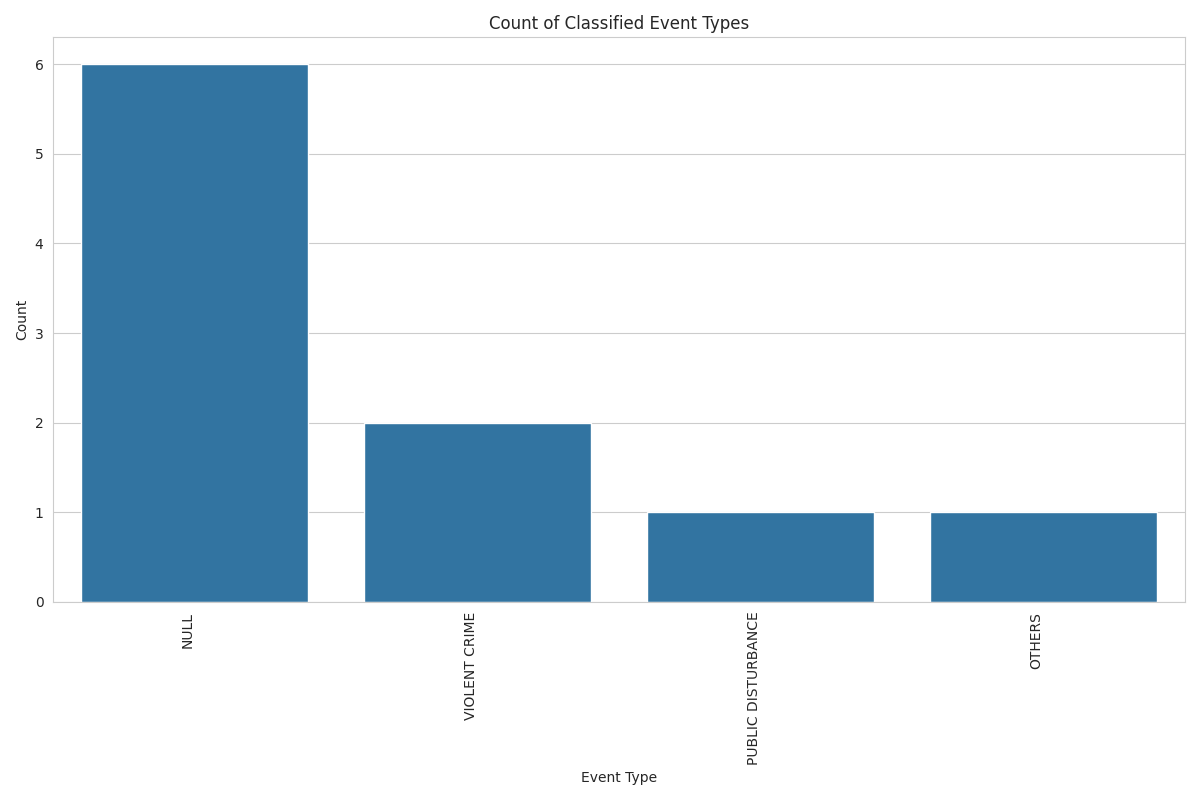 Count of Classified Event Types
Count
6
5
4
3
2
1
0
NULL
VIOLENT CRIME
PUBLIC DISTURBANCE
OTHERS
Event Type